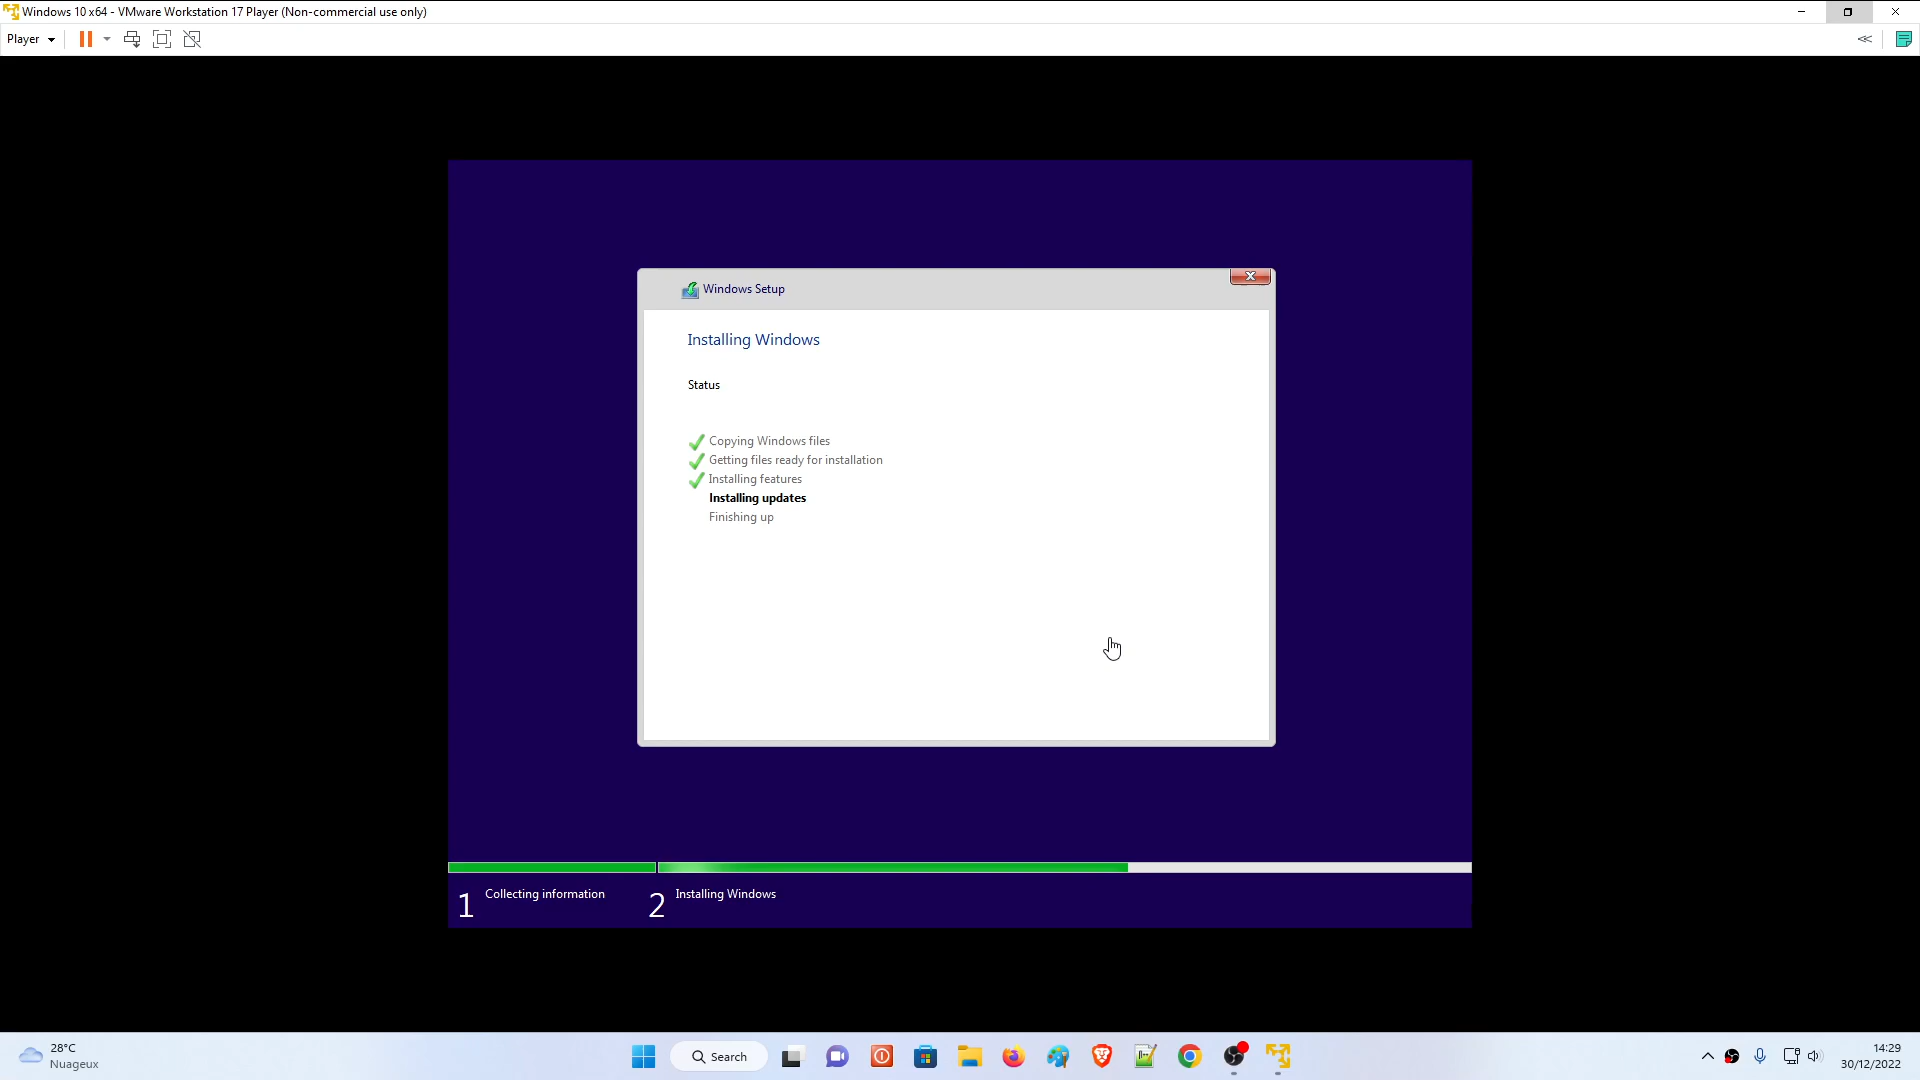 Windows 10 x64 - VMware Workstation 17 Player (Non-commercial use only)
Player
Windows Setup
Installing Windows
Status
Copying Windows files
Getting files ready for installation
Installing features
Installing updates
Finishing up
1 Collecting information 2 Installing Windows
28°C
Nuageux
Search
14:29
30/12/2022